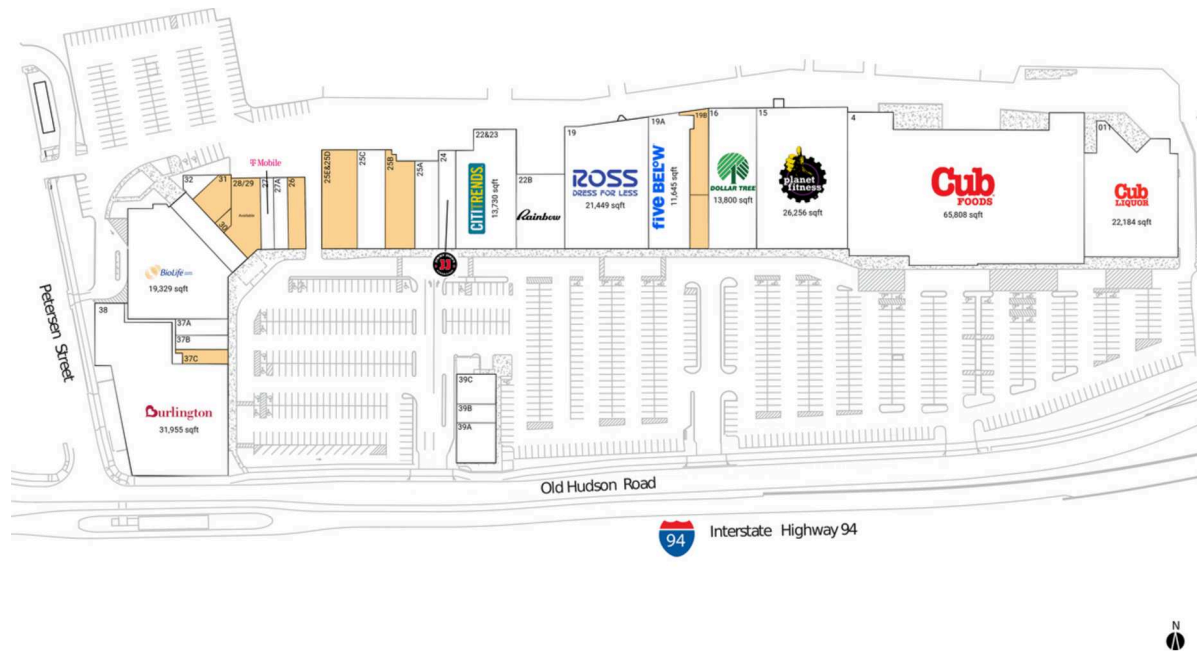 T Mobile
32
31
30
28/29
Available
27
27A
26
25E&25D
25C
25B
25A
24
22&23
CITITRENDS
13,730 sqft
22B
Rainbow
19
ROSS
DRESS FOR LESS
21,449 sqft
19A
five BEL°W
11,645 sqft
19B
16
DOLLAR TREE
13,800 sqft
15
planet
fitness
26,256 sqft
4
Cub
FOODS
65,808 sqft
011
Cub
LIQUOR
22,184 sqft
BioLife
19,329 sqft
38
37A
37B
37C
Burlington
31,955 sqft
39C
39B
39A
Petersen Street
Old Hudson Road
94
Interstate Highway 94
N